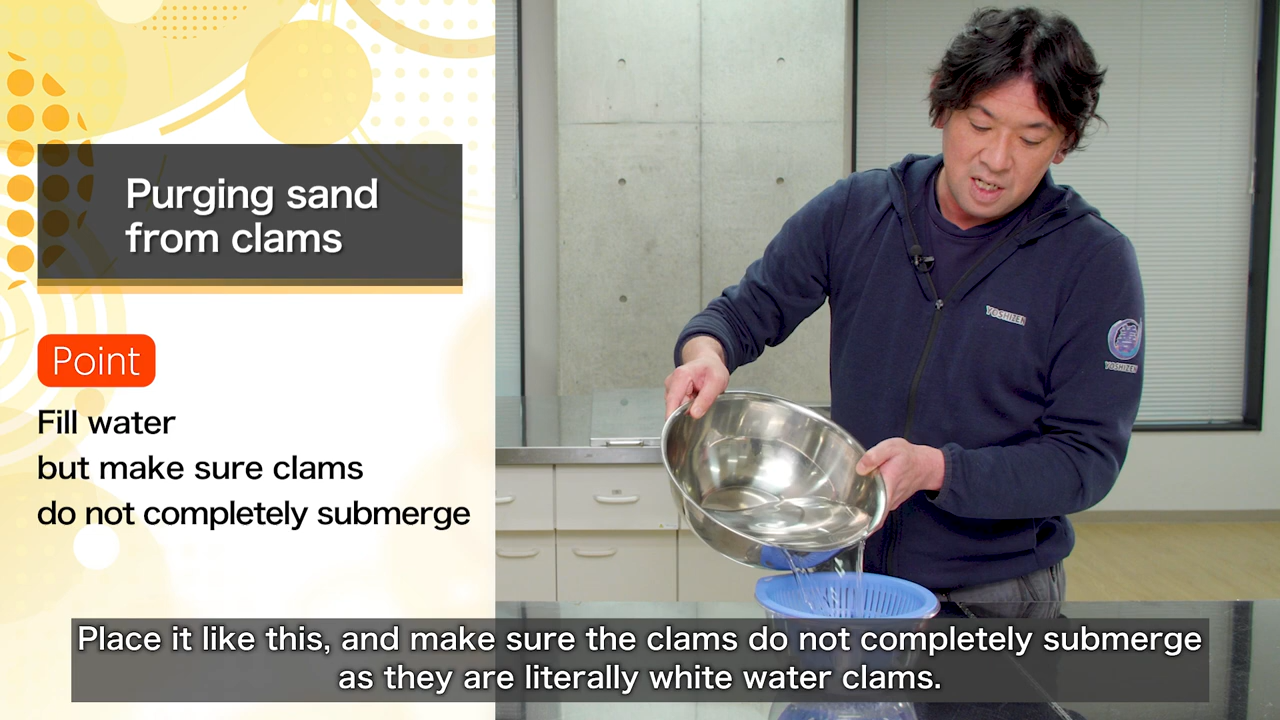 Purging sand
from clams
Point
Fill water
but make sure clams
do not completely submerge
YOSHIZEN
YOSHIZEN
Place it like this, and make sure the clams do not completely submerge
as they are literally white water clams.